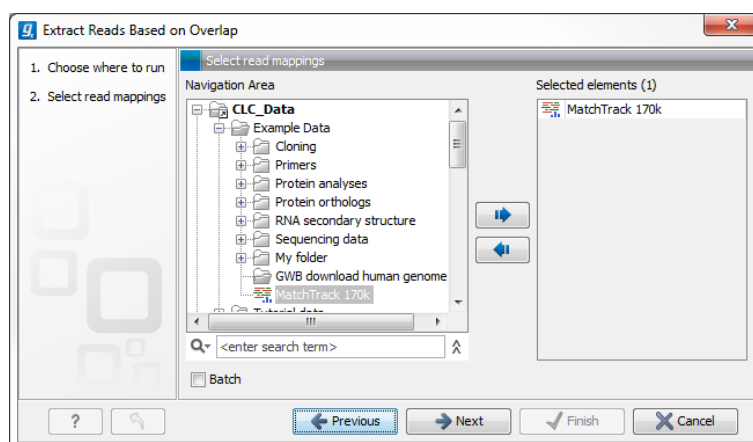 Extract Reads Based on Overlap
1. Choose where to run
2. Select read mappings
Select read mappings
Navigation Area
CLC_Data
Example Data
Cloning
Primers
Protein analyses
Protein orthologs
RNA secondary structure
Sequencing data
My folder
GWB download human genome
MatchTrack 170k
Tutorial data
<enter search term>
Batch
Selected elements (1)
MatchTrack 170k
?
Previous
Next
Finish
Cancel